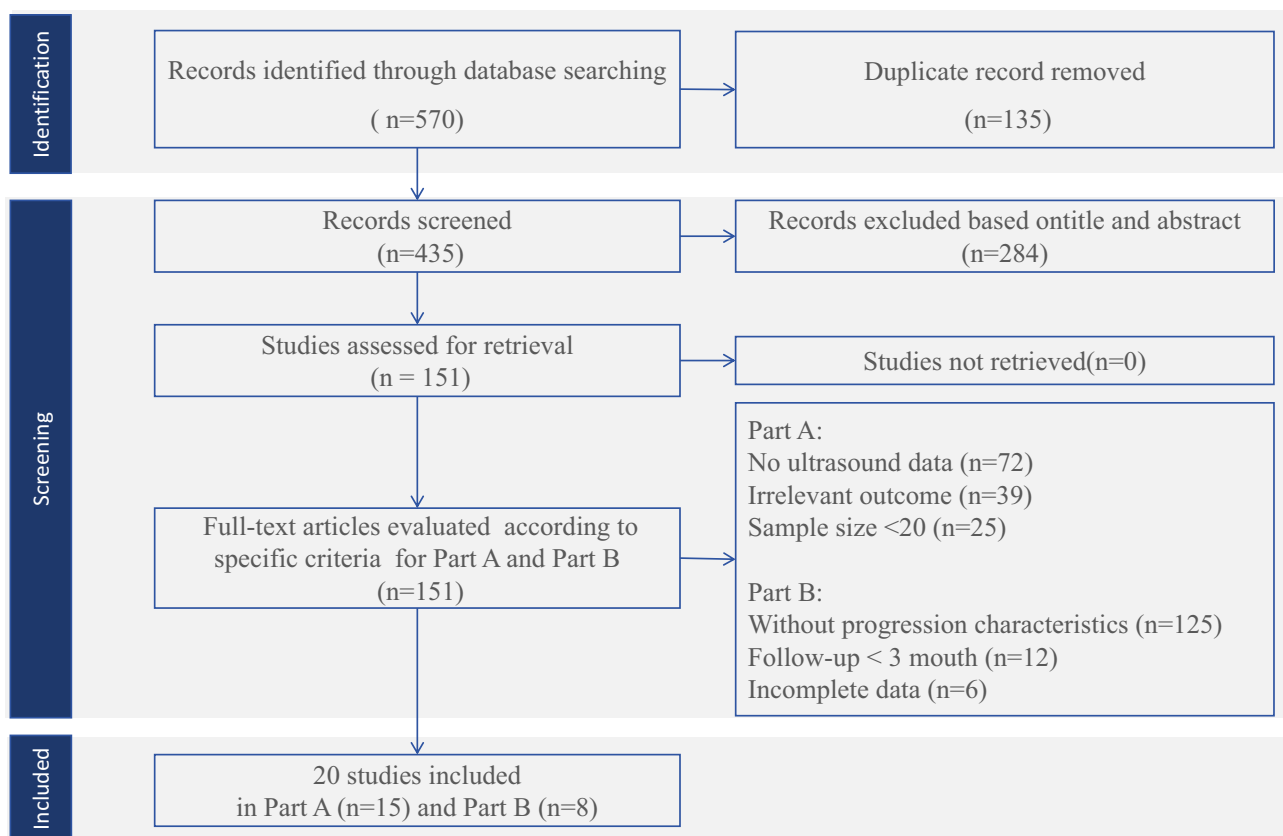 Identification
Records identified through database searching
( n=570)
Duplicate record removed
(n=135)
Screening
Records screened
(n=435)
Records excluded based ontitle and abstract
(n=284)
Studies assessed for retrieval
(n = 151)
Studies not retrieved(n=0)
Full-text articles evaluated according to
specific criteria for Part A and Part B
(n=151)
Part A:
No ultrasound data (n=72)
Irrelevant outcome (n=39)
Sample size <20 (n=25)
Part B:
Without progression characteristics (n=125)
Follow-up < 3 mouth (n=12)
Incomplete data (n=6)
Included
20 studies included
in Part A (n=15) and Part B (n=8)